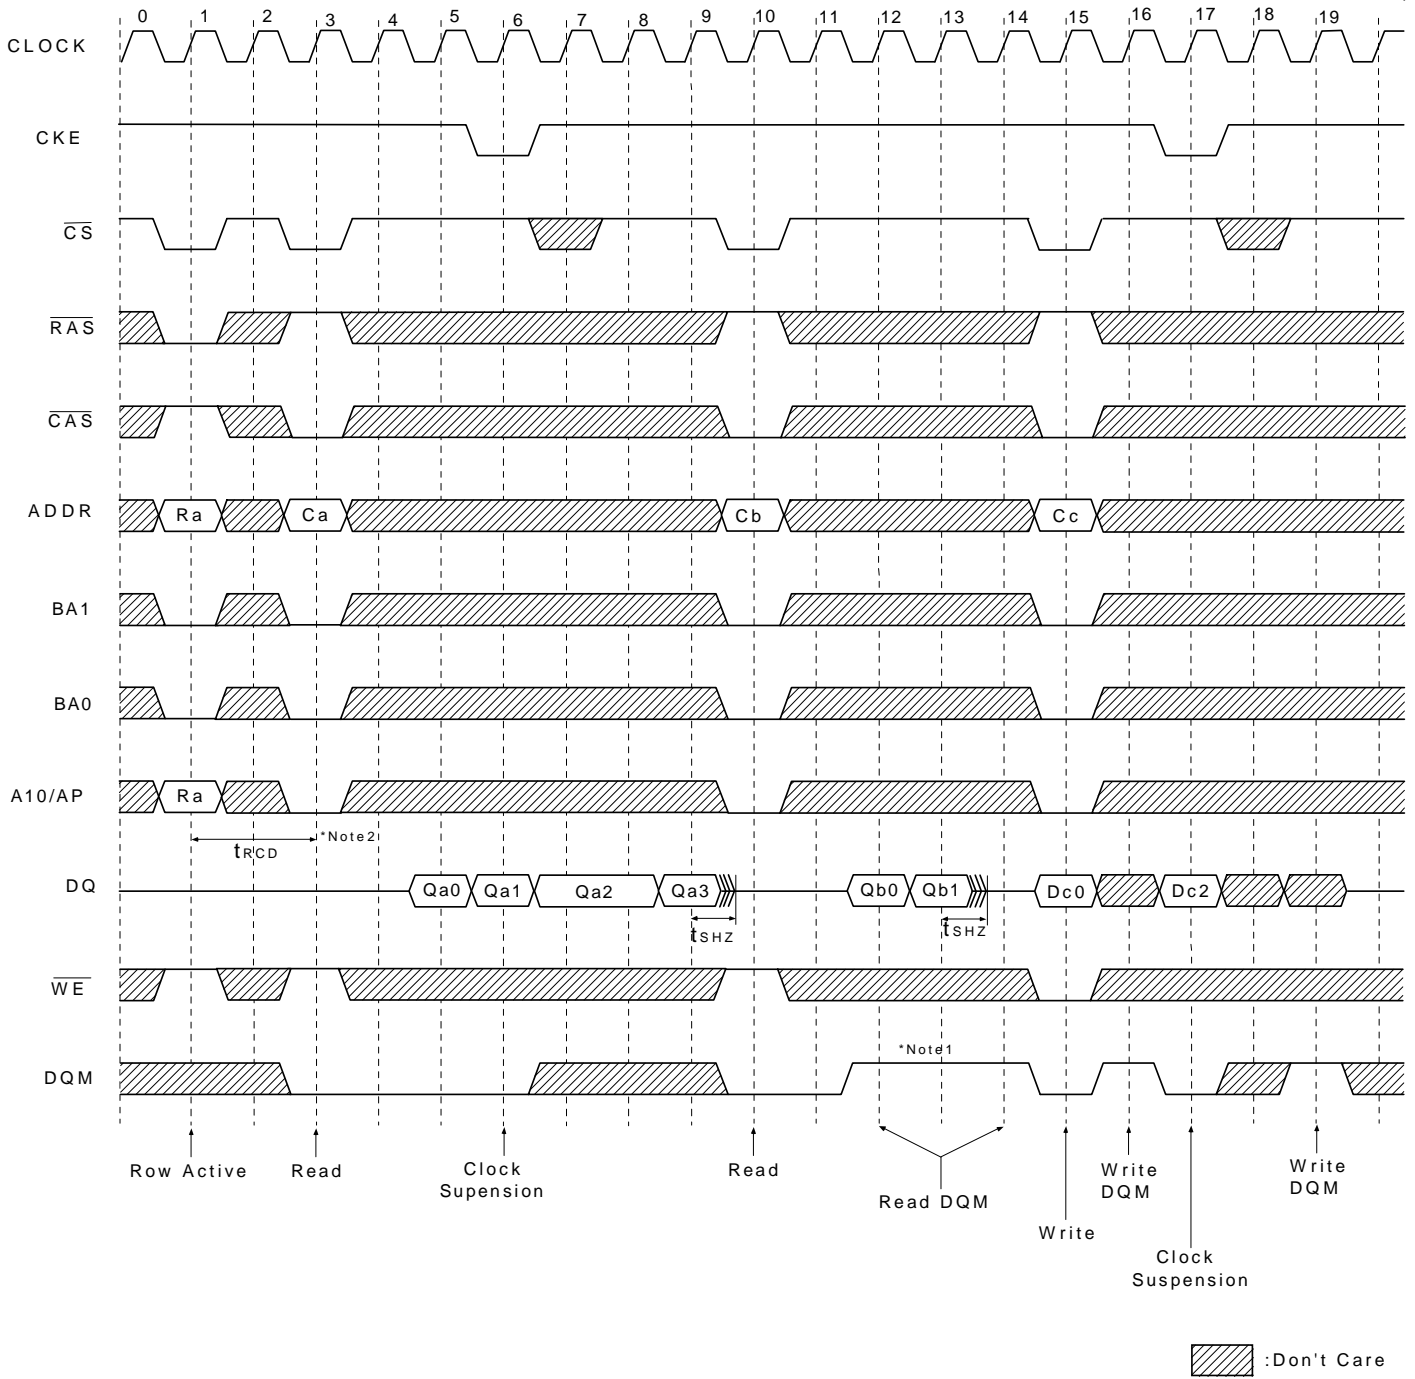 0 1 2 3 4 5 6 7 8 9 10 11 12 13 14 15 16 17 18 19
CLOCK
CKE
CS
RAS
CAS
ADDR Ra Ca Cb Cc
BA1
BA0
A10/AP Ra
tRCD *Note2
DQ Qa0 Qa1 Qa2 Qa3 Qb0 Qb1 Dc0 Dc2
tSHZ tSHZ
WE
*Note1
DQM
Row Active Read Clock Read Write Write
Supension DQM DQM
Read DQM
Write
Clock
Suspension
:Don't Care